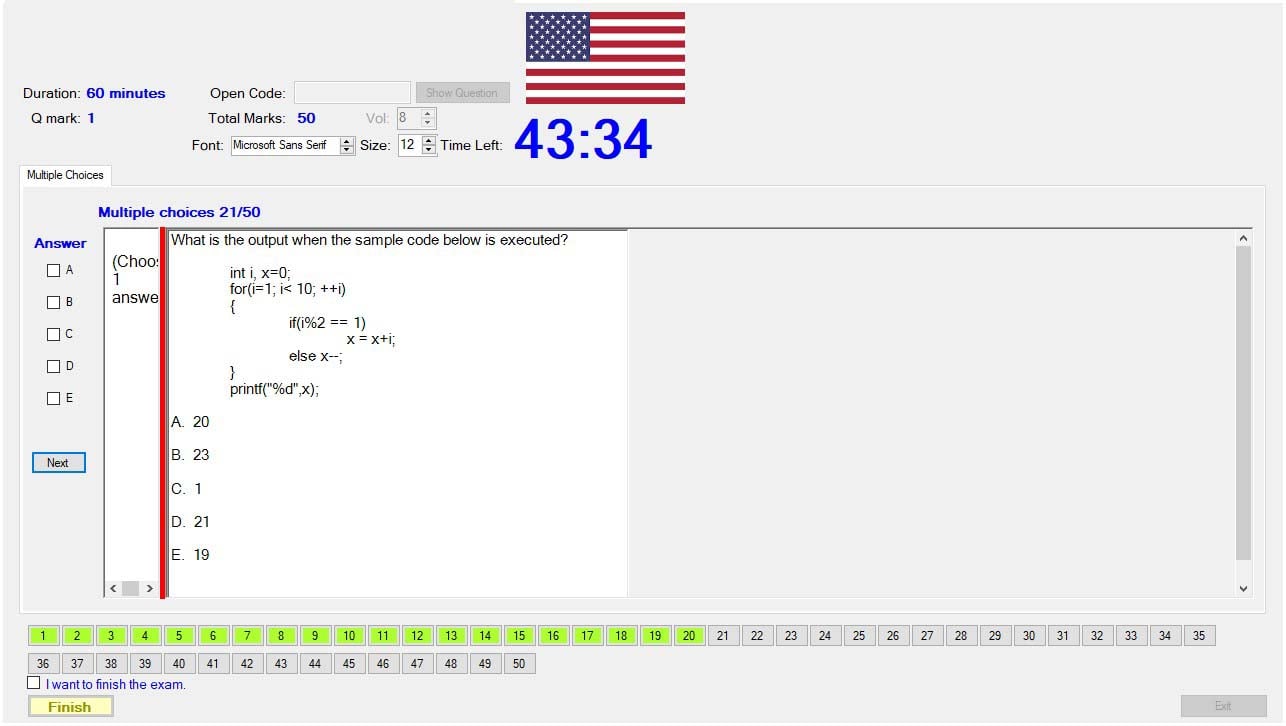 Duration: 60 minutes
Open Code:
Show Question
Q mark: 1
Total Marks: 50
Vol: 8
Font: Microsoft Sans Serif
Size: 12
Time Left: 43:34
Multiple Choices
Multiple choices 21/50
Answer
A
B
C
D
E
Next
(Choo
1
answe
What is the output when the sample code below is executed?
int i, x=0;
for(i=1; i< 10; ++i)
{
if(i%2 == 1)
x = x+i;
else x--;
}
printf("%d",x);
A. 20
B. 23
C. 1
D. 21
E. 19
1 2 3 4 5 6 7 8 9 10 11 12 13 14 15 16 17 18 19 20 21 22 23 24 25 26 27 28 29 30 31 32 33 34 35
36 37 38 39 40 41 42 43 44 45 46 47 48 49 50
I want to finish the exam.
Finish
Exit